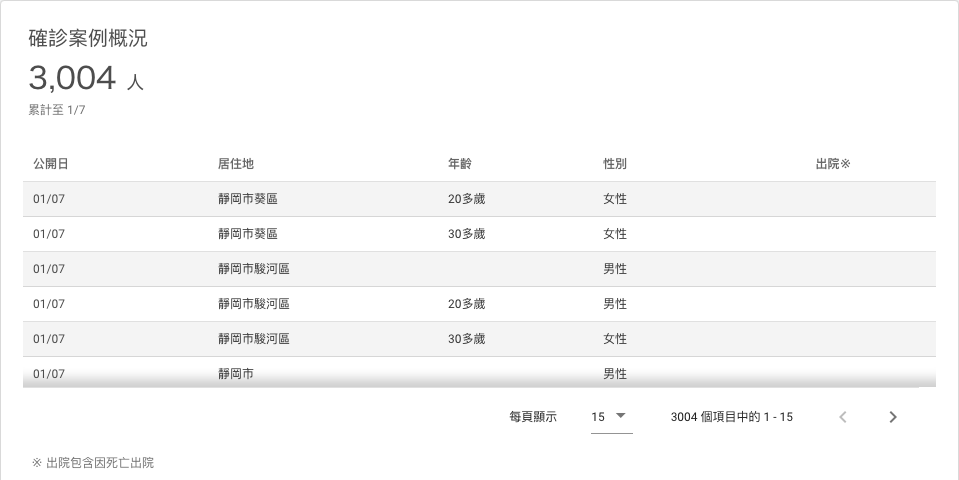 確診案例概況
3,004 人
累計至 1/7
公開日 居住地 年齡 性別 出院※
01/07 靜岡市葵區 20多歲 女性
01/07 靜岡市葵區 30多歲 女性
01/07 靜岡市駿河區 男性
01/07 靜岡市駿河區 20多歲 男性
01/07 靜岡市駿河區 30多歲 女性
01/07 靜岡市 男性
每頁顯示 15 3004 個項目中的 1 - 15
※ 出院包含因死亡出院